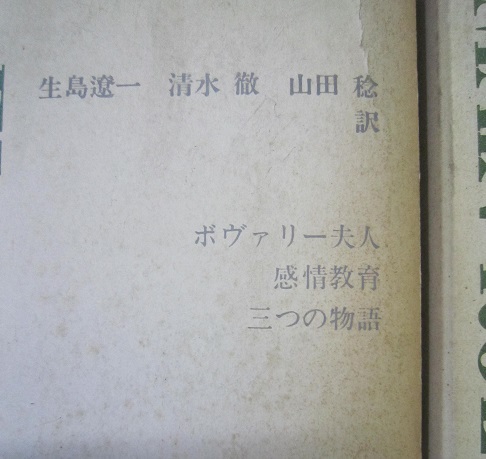 生島遼一 清水 徹 山田 稔
訳
ボヴァリー夫人
感情教育
三つの物語